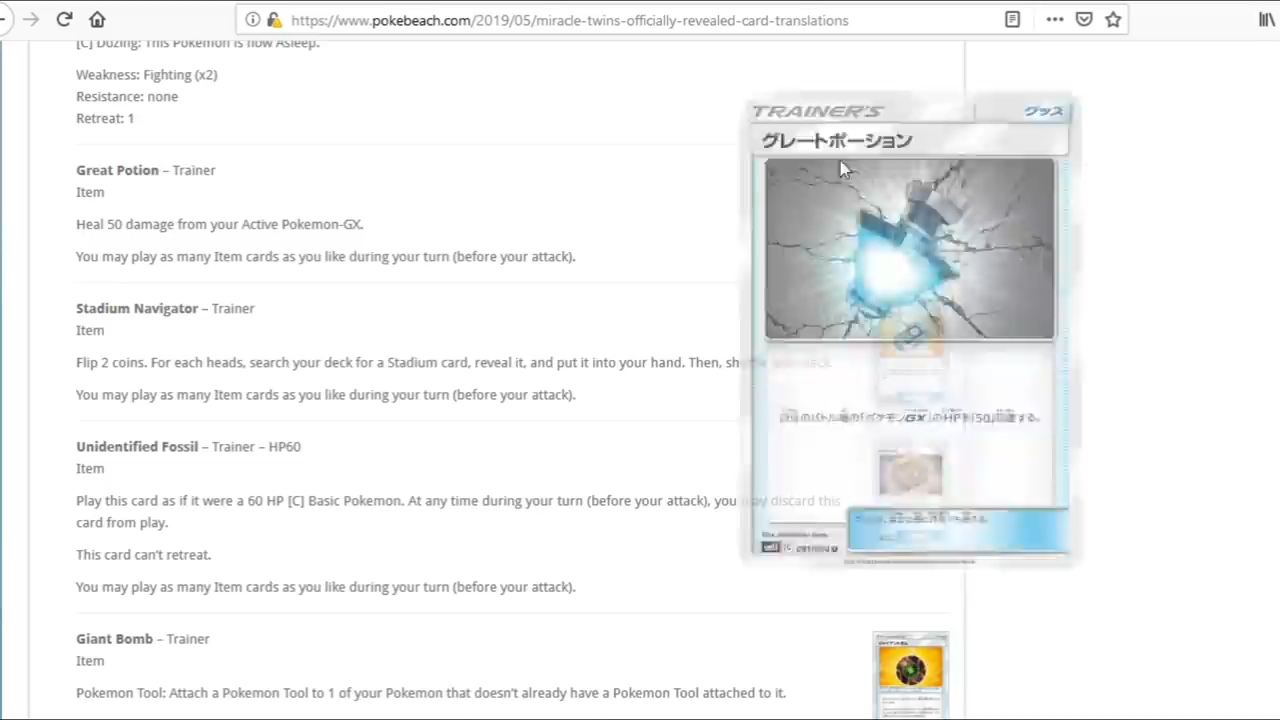 https://www.pokebeach.com/2019/05/miracle-twins-officially-revealed-card-translations
[C] Dozing: This Pokemon is now Asleep.
Weakness: Fighting (x2)
Resistance: none
Retreat: 1
Great Potion – Trainer
Item
Heal 50 damage from your Active Pokemon-GX.
You may play as many Item cards as you like during your turn (before your attack).
Stadium Navigator – Trainer
Item
Flip 2 coins. For each heads, search your deck for a Stadium card, reveal it, and put it into your hand. Then, deck.
You may play as many Item cards as you like during your turn (before your attack).
Unidentified Fossil – Trainer – HP60
Item
Play this card as if it were a 60 HP [C] Basic Pokemon. At any time during your turn (before your attack), you may discard this
card from play.
This card can't retreat.
You may play as many Item cards as you like during your turn (before your attack).
Giant Bomb – Trainer
Item
Pokemon Tool: Attach a Pokemon Tool to 1 of your Pokemon that doesn't already have a Pokemon Tool attached to it.
TRAINER'S
グッズ
グレートポーション